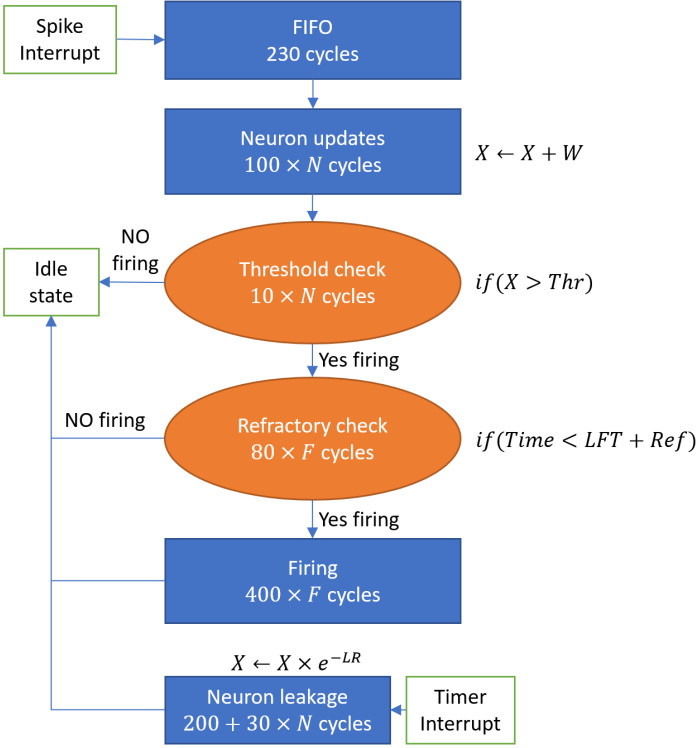 Spike
Interrupt
FIFO
230 cycles
Neuron updates
100 × N cycles
X ← X + W
NO
firing
Idle
state
Threshold check
10 × N cycles
if(X > Thr)
Yes firing
NO firing
Refractory check
80 × F cycles
if(Time < LFT + Ref)
Yes firing
Firing
400 × F cycles
X ← X × e^{−LR}
Neuron leakage
200 + 30 × N cycles
Timer
Interrupt